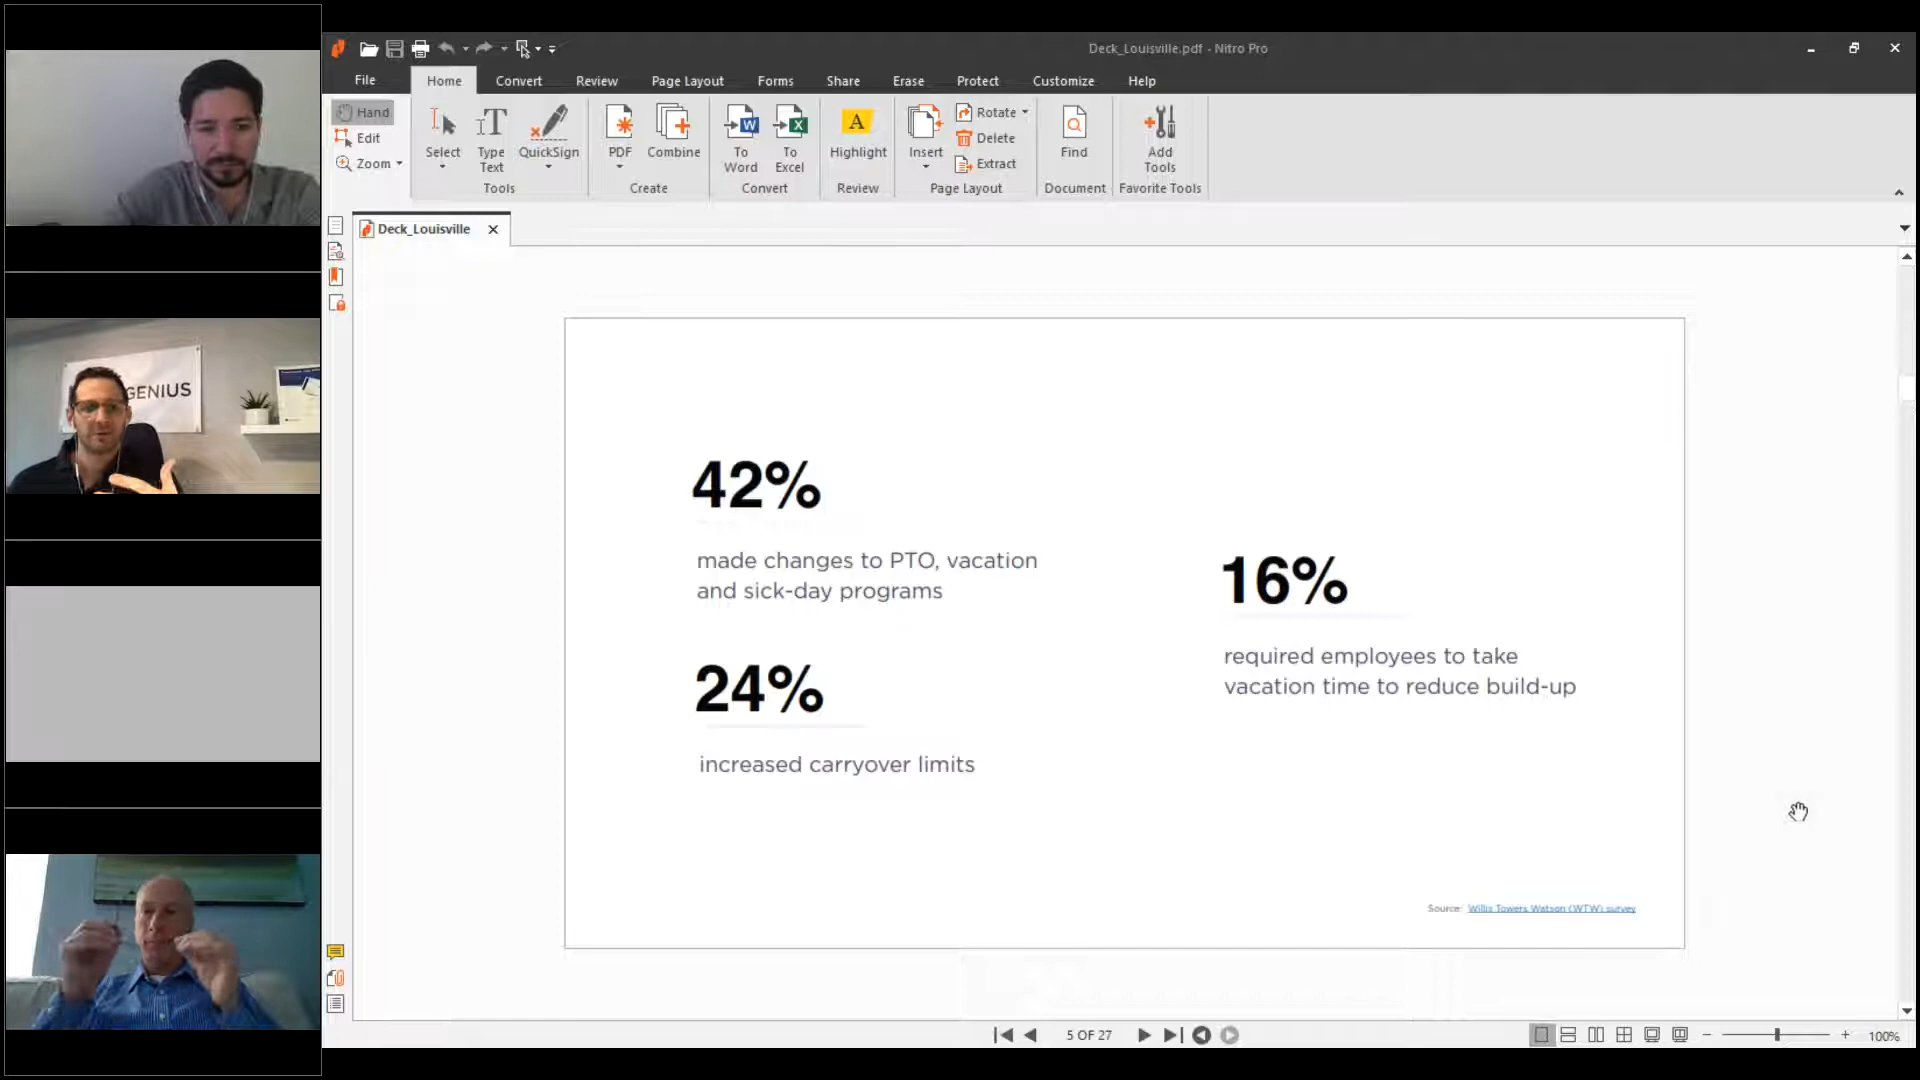 GENIUS
Deck_Louisville.pdf - Nitro Pro
File
Home
Convert
Review
Page Layout
Forms
Share
Erase
Protect
Customize
Help
Hand
Edit
Zoom
Select
Type
Text
QuickSign
Tools
PDF
Combine
Create
To
Word
To
Excel
Convert
Highlight
Review
Insert
Rotate
Delete
Extract
Page Layout
Find
Document
Add
Tools
Favorite Tools
Deck_Louisville
42%
made changes to PTO, vacation
and sick-day programs
24%
increased carryover limits
16%
required employees to take
vacation time to reduce build-up
Source: Willis Towers Watson (WTW) survey
5 OF 27
100%